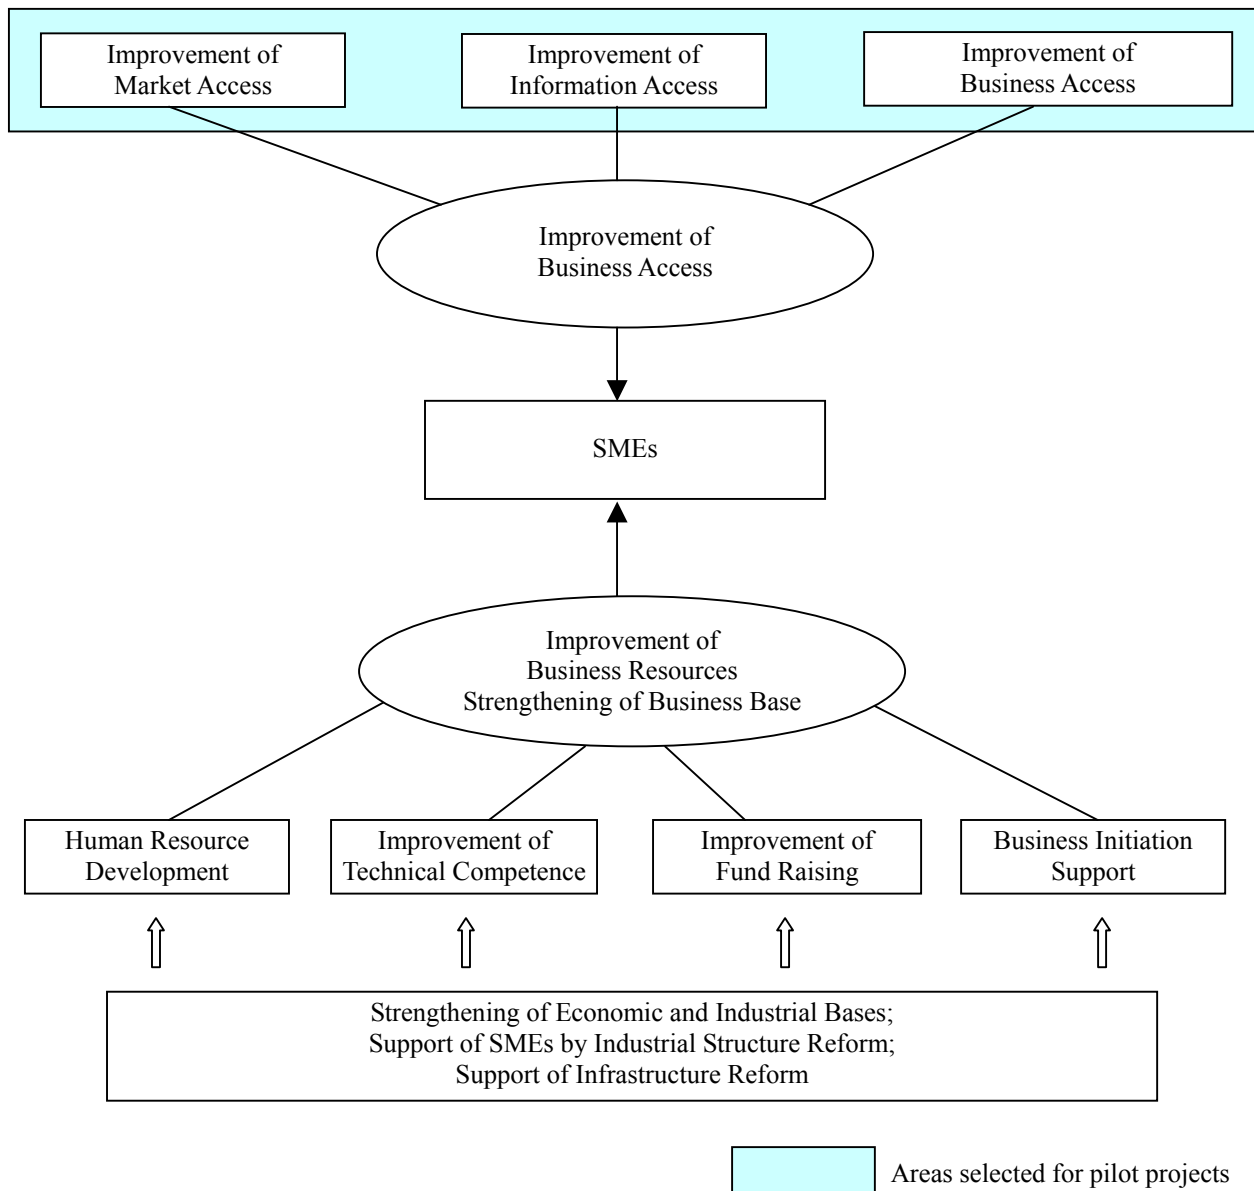 Improvement of
Market Access
Improvement of
Information Access
Improvement of
Business Access
Improvement of
Business Access
SMEs
Improvement of
Business Resources
Strengthening of Business Base
Human Resource
Development
Improvement of
Technical Competence
Improvement of
Fund Raising
Business Initiation
Support
Strengthening of Economic and Industrial Bases;
Support of SMEs by Industrial Structure Reform;
Support of Infrastructure Reform
Areas selected for pilot projects